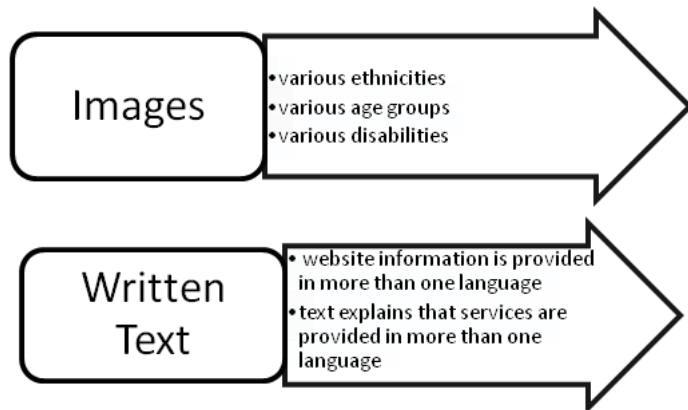 Images
•various ethnicities
•various age groups
•various disabilities
Written
Text
• website information is provided
in more than one language
•text explains that services are
provided in more than one
language